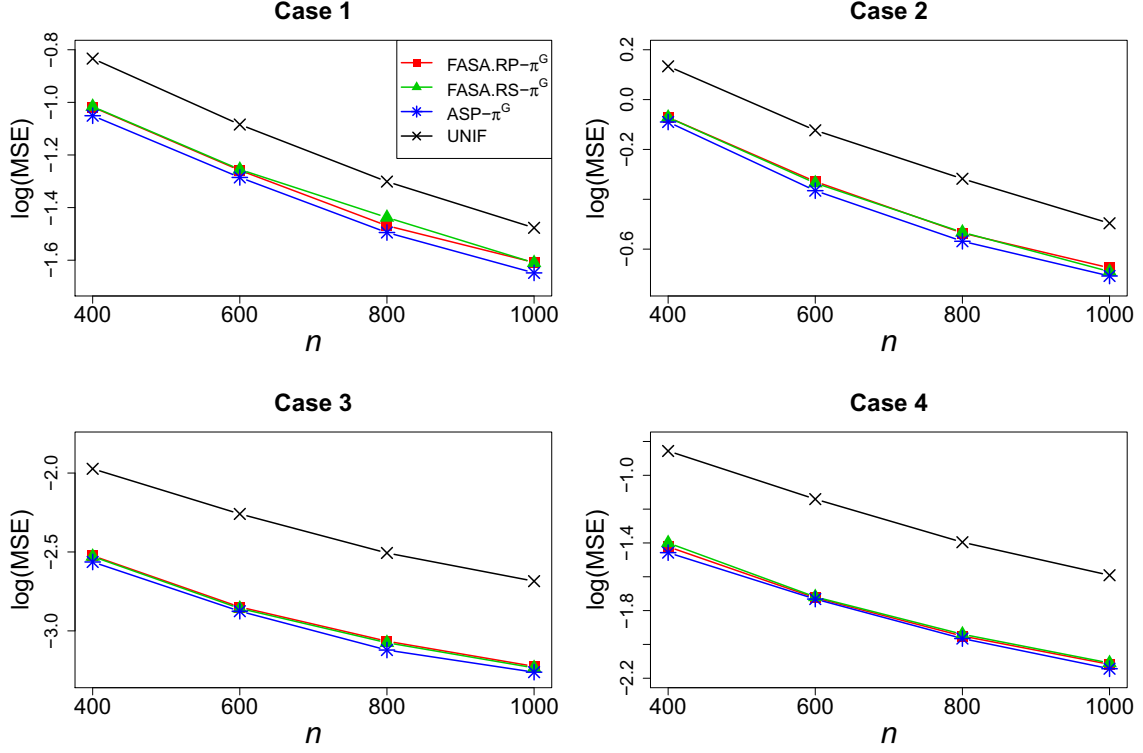 Case 1
−0.8
−1.0
−1.2
−1.4
−1.6
log(MSE)
FASA.RP−π^G
FASA.RS−π^G
ASP−π^G
UNIF
400
600
800
1000
n
Case 2
0.2
0.0
−0.2
−0.6
log(MSE)
400
600
800
1000
n
Case 3
−2.0
−2.5
−3.0
log(MSE)
400
600
800
1000
n
Case 4
−1.0
−1.4
−1.8
−2.2
log(MSE)
400
600
800
1000
n